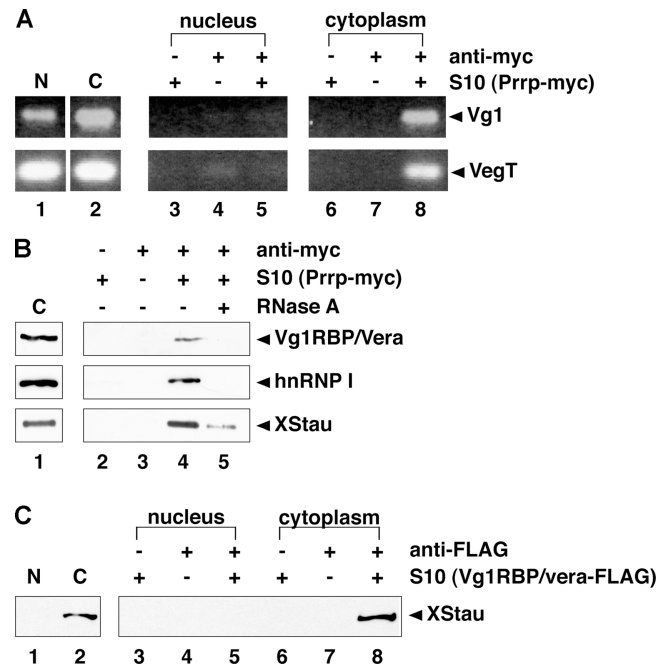 A
nucleus cytoplasm
- + + - + + anti-myc
N C + - + + - + S10 (Prrp-myc)
Vg1
VegT
1 2 3 4 5 6 7 8
B
- + + + anti-myc
+ - + + S10 (Prrp-myc)
C - - - + RNase A
Vg1RBP/Vera
hnRNP I
XStau
1 2 3 4 5
C
nucleus cytoplasm
- + + - + + anti-FLAG
N C + - + + - + S10 (Vg1RBP/vera-FLAG)
XStau
1 2 3 4 5 6 7 8